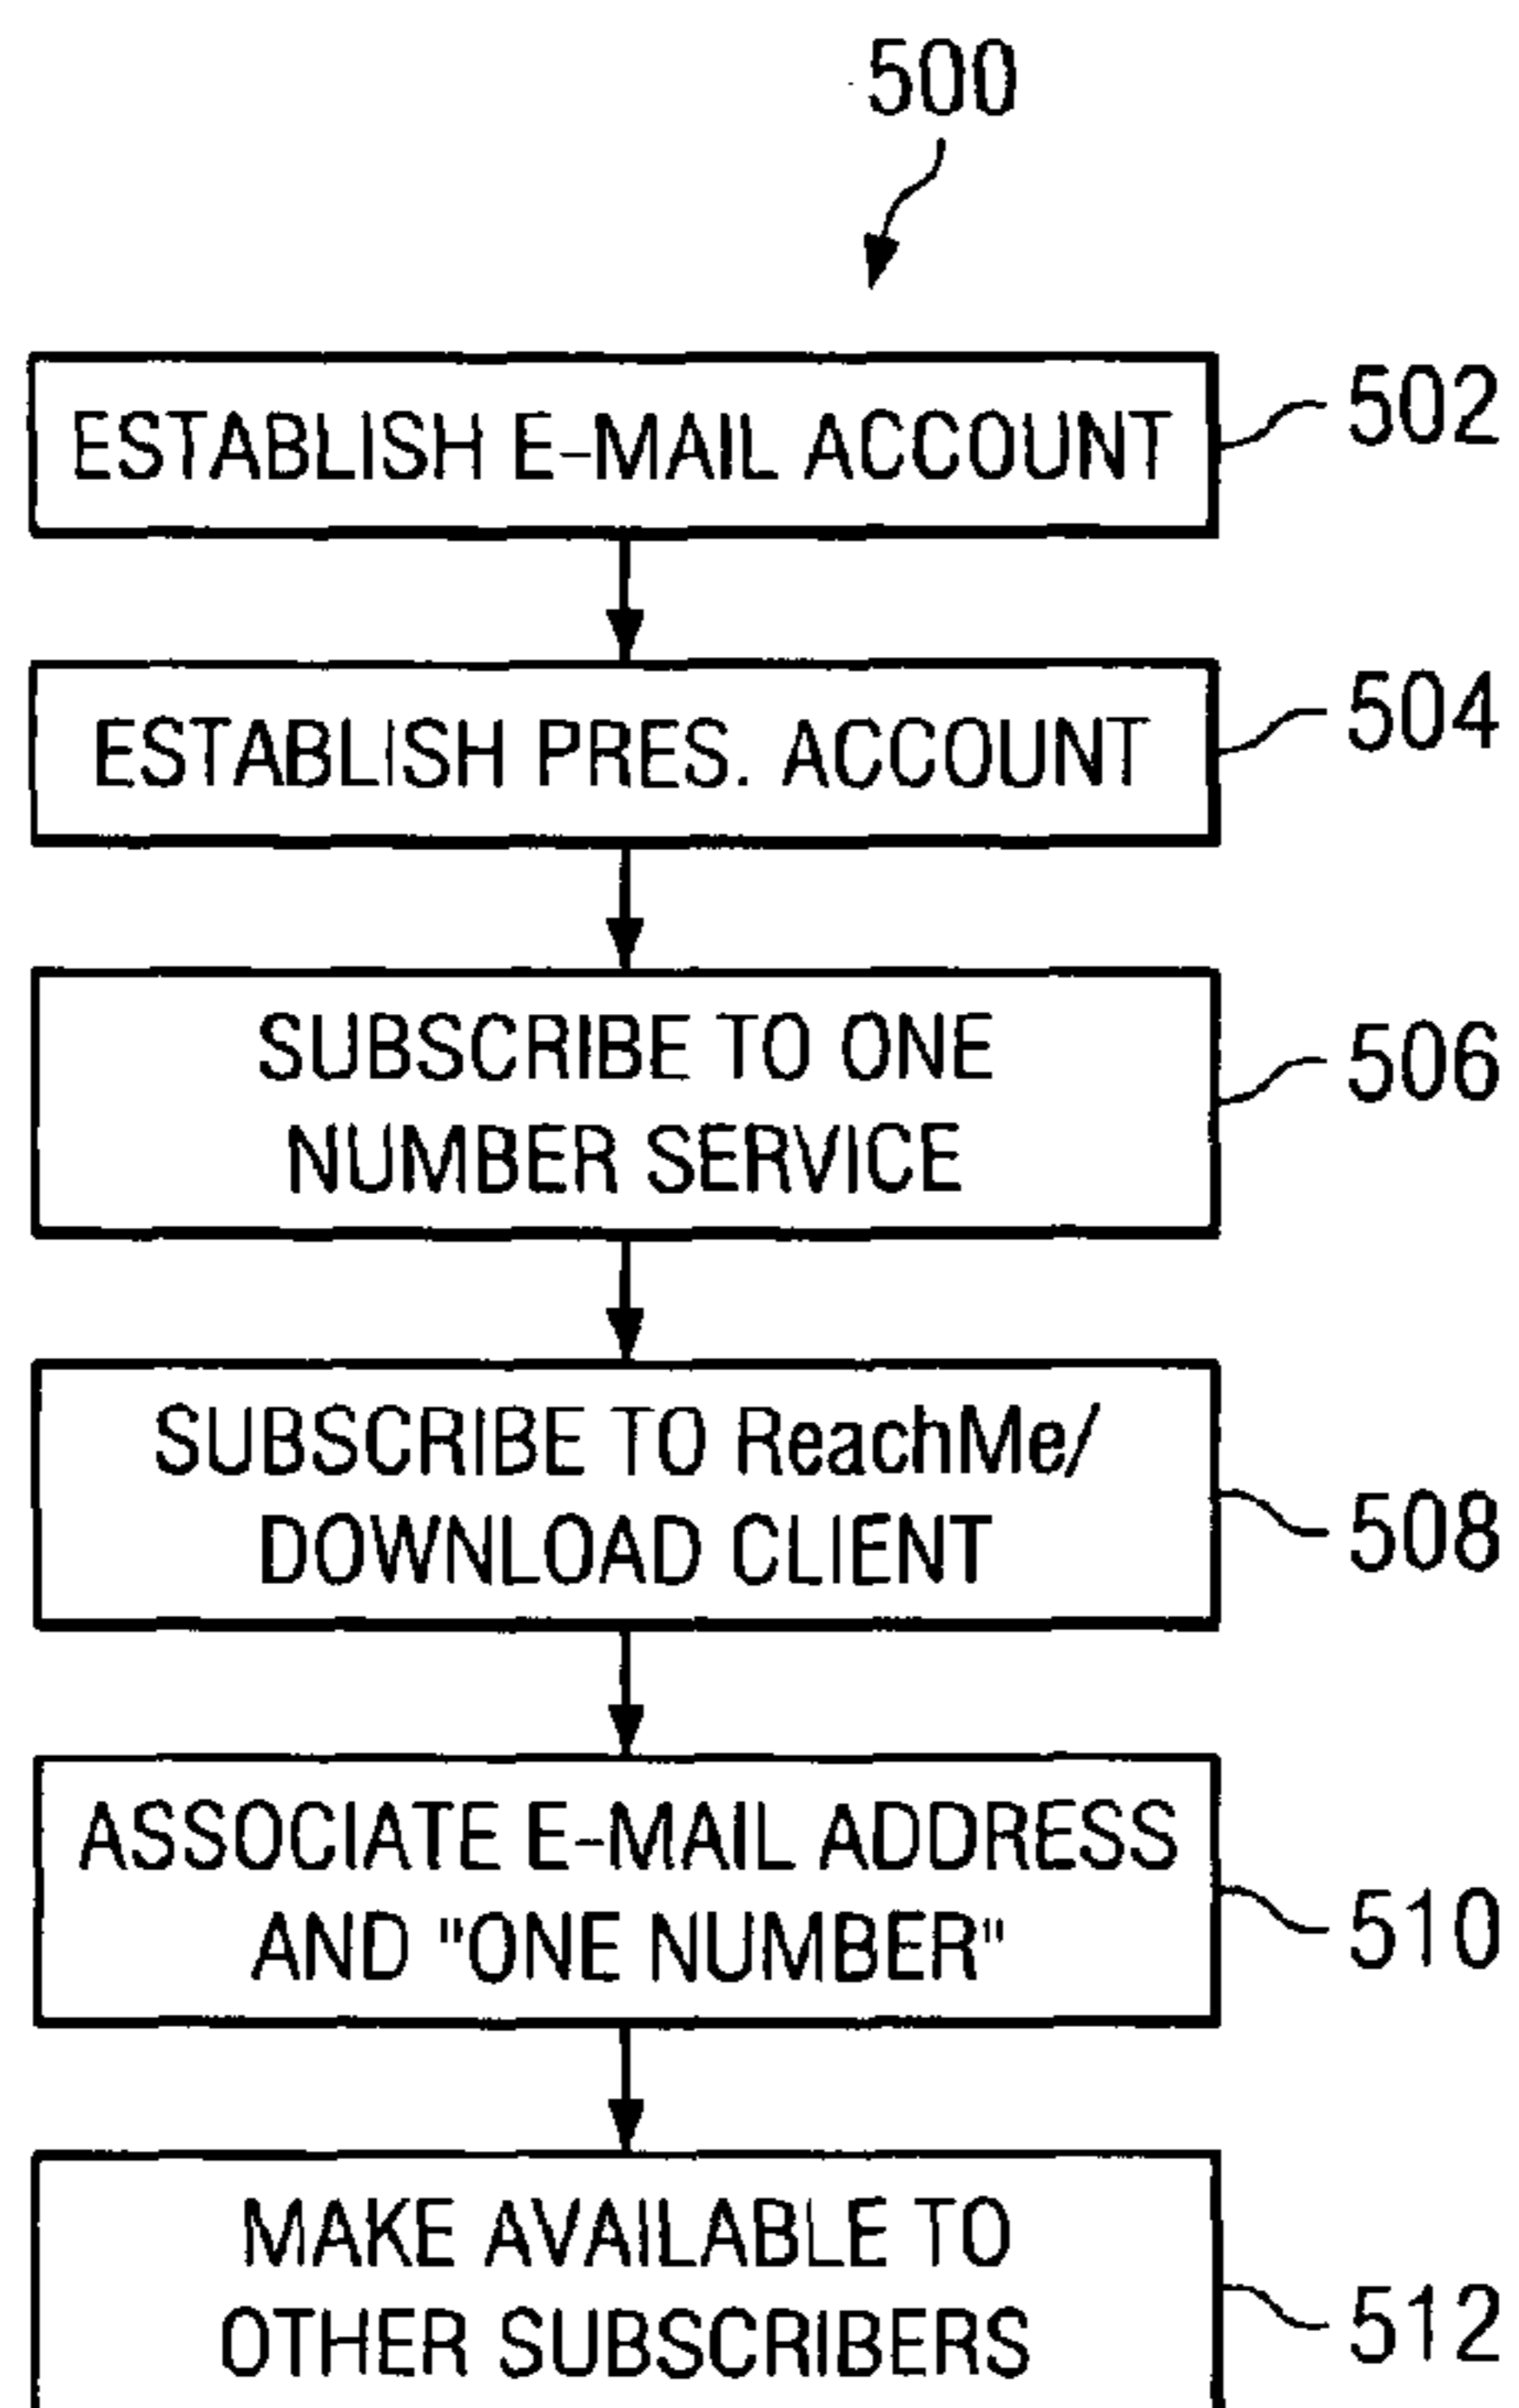 500
ESTABLISH E-MAIL ACCOUNT
502
ESTABLISH PRES. ACCOUNT
504
SUBSCRIBE TO ONE
NUMBER SERVICE
506
SUBSCRIBE TO ReachMe/
DOWNLOAD CLIENT
508
ASSOCIATE E-MAIL ADDRESS
AND "ONE NUMBER"
510
MAKE AVAILABLE TO
OTHER SUBSCRIBERS
512